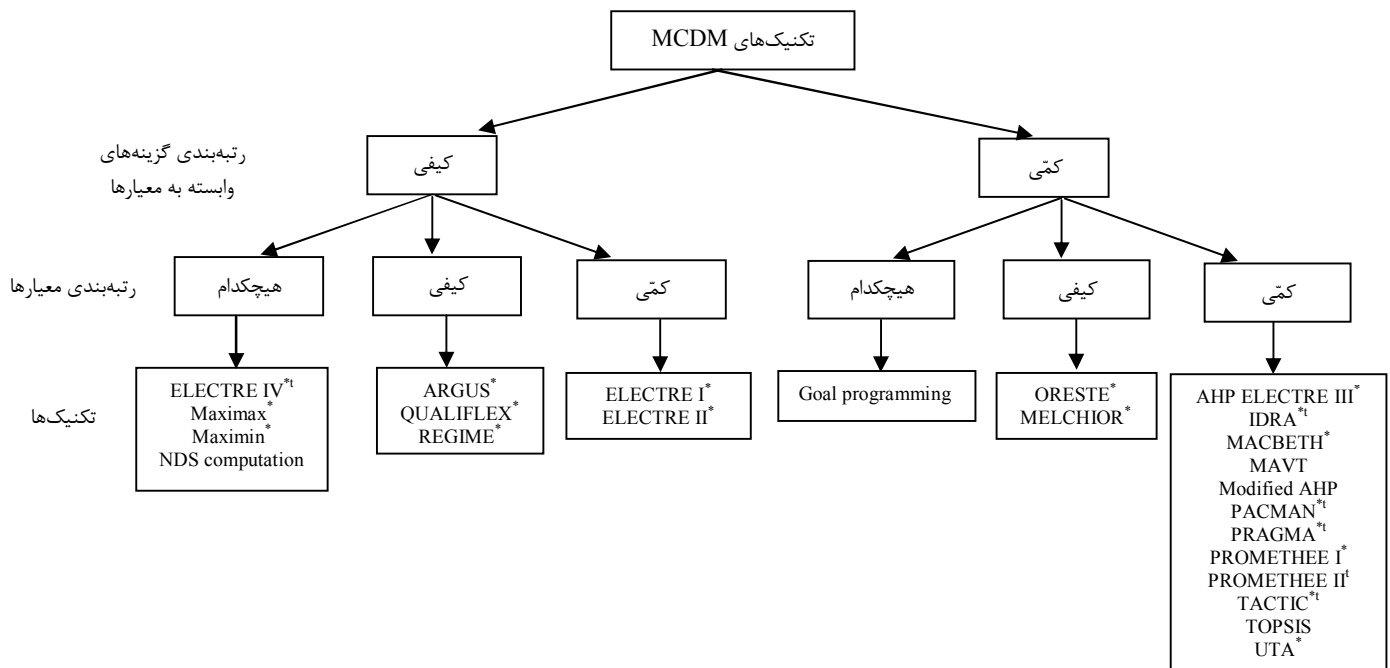 تکنیک‌های MCDM
رتبه‌بندی گزینه‌های
وابسته به معیارها
کیفی
کمّی
رتبه‌بندی معیارها
هیچکدام
کیفی
کمّی
هیچکدام
کیفی
کمّی
تکنیک‌ها
ELECTRE IV*t
Maximax*
Maximin*
NDS computation
ARGUS*
QUALIFLEX*
REGIME*
ELECTRE I*
ELECTRE II*
Goal programming
ORESTE*
MELCHIOR*
AHP ELECTRE III*
IDRA*t
MACBETH*
MAVT
Modified AHP
PACMAN*t
PRAGMA*t
PROMETHEE I*
PROMETHEE IIt
TACTIC*t
TOPSIS
UTA*